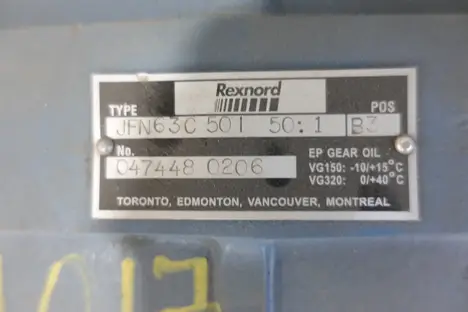 Rexnord
TYPE POS
JFN63C 501 50:1 B3
No. EP GEAR OIL
047448 0206 VG150: -10/+15°C
VG320: 0/+40°C
TORONTO, EDMONTON, VANCOUVER, MONTREAL